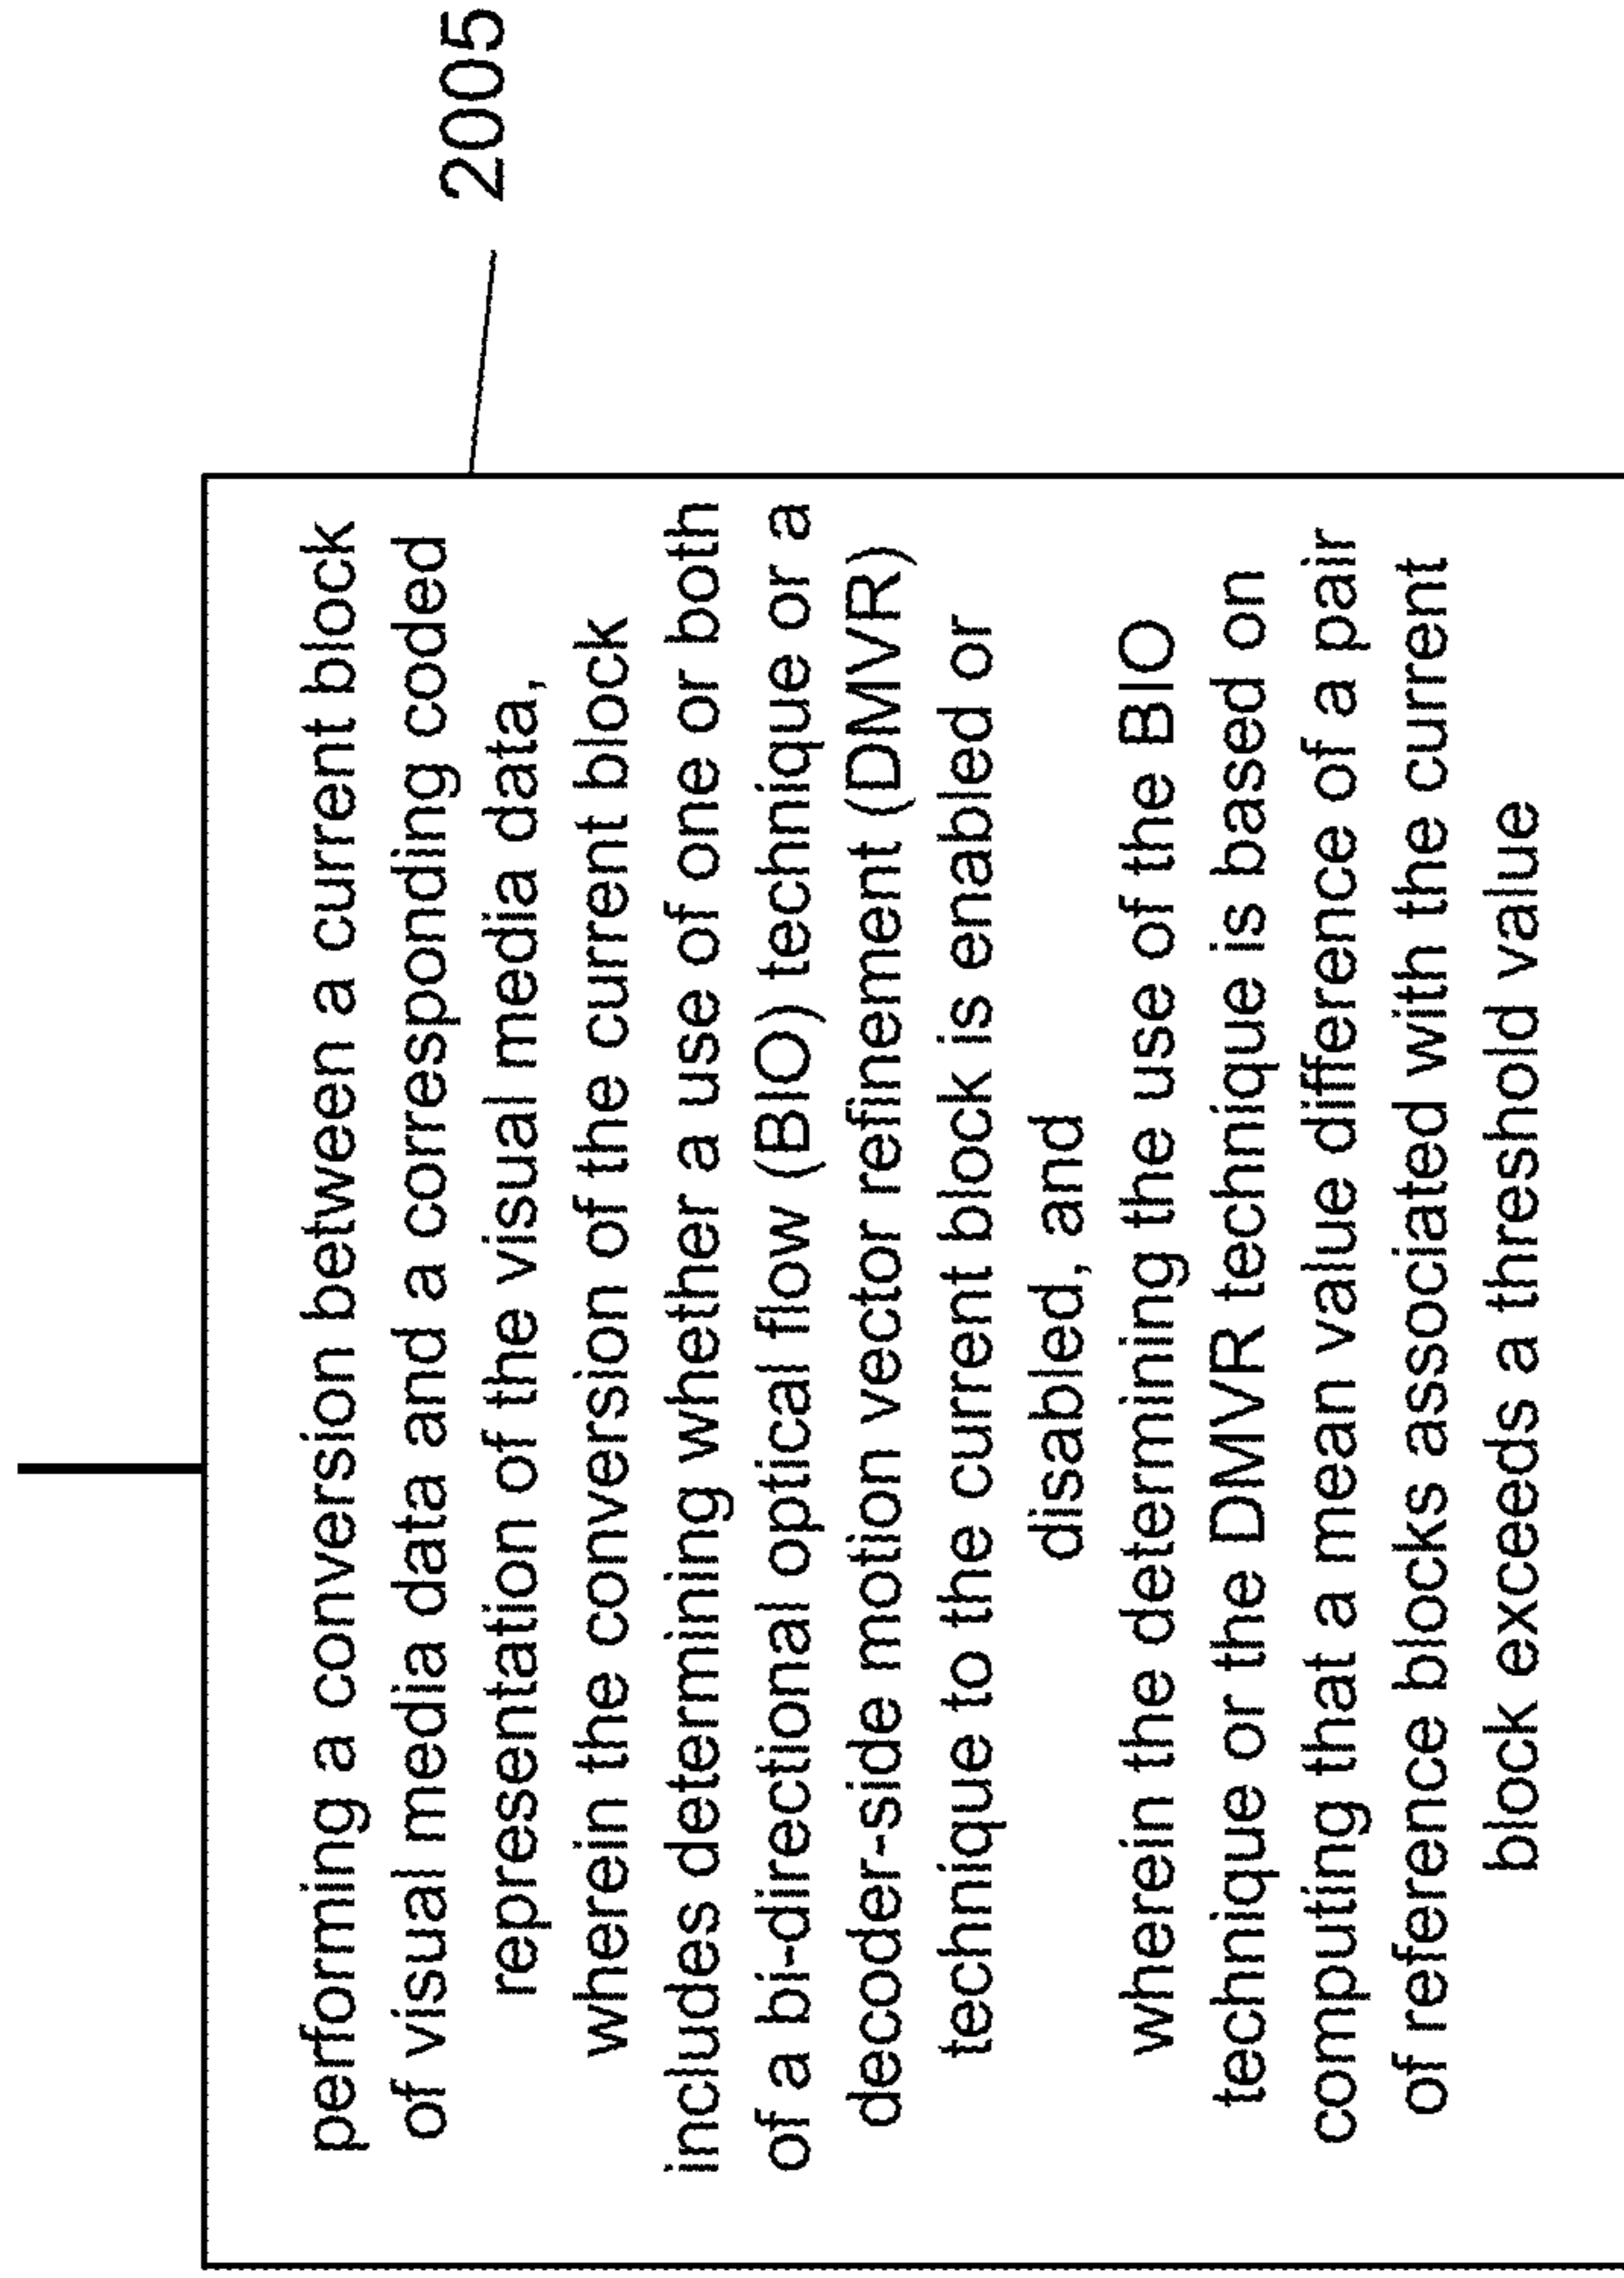 performing a conversion between a current block
of visual media data and a corresponding coded
representation of the visual media data,
wherein the conversion of the current block
includes determining whether a use of one or both
of a bi-directional optical flow (BIO) technique or a
decoder-side motion vector refinement (DMVR)
technique to the current block is enabled or
disabled, and
wherein the determining the use of the BIO
technique or the DMVR technique is based on
computing that a mean value difference of a pair
of reference blocks associated with the current
block exceeds a threshold value
2005